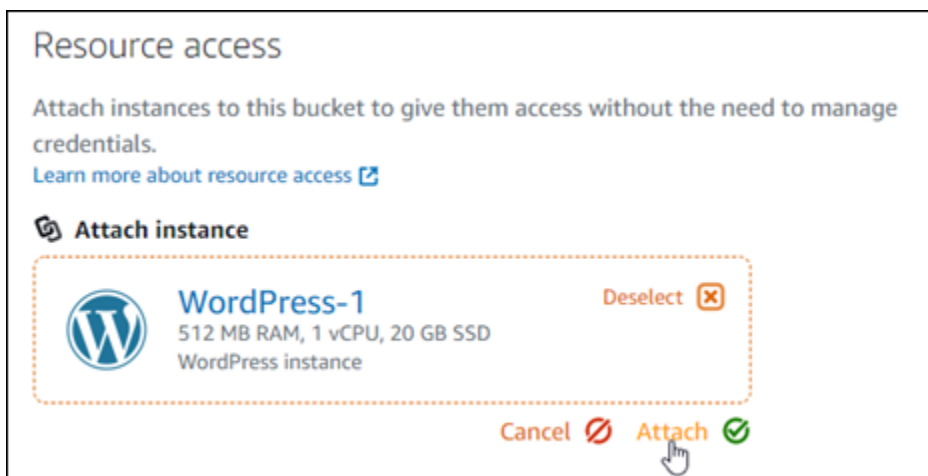 Resource access
Attach instances to this bucket to give them access without the need to manage
credentials.
Learn more about resource access
Attach instance
WordPress-1
Deselect
512 MB RAM, 1 vCPU, 20 GB SSD
WordPress instance
Cancel Attach